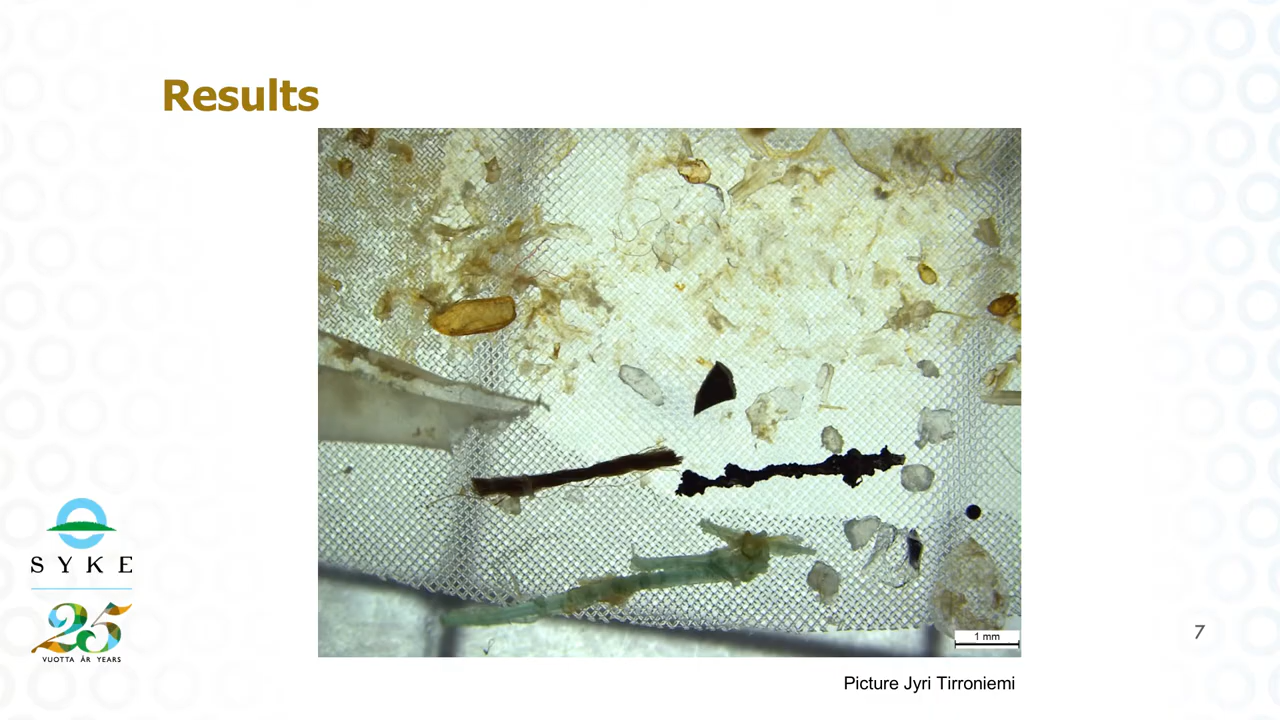 Results
1 mm
SYKE
25
VUOTTA ÅR YEARS
7
Picture Jyri Tirroniemi